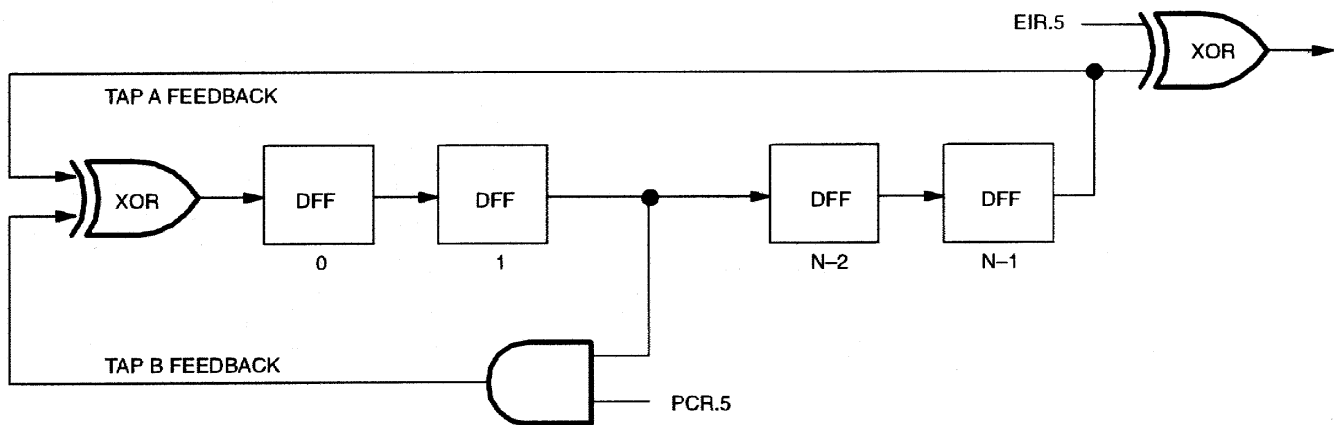 EIR.5
XOR
TAP A FEEDBACK
XOR
DFF
DFF
DFF
DFF
0
1
N–2
N–1
TAP B FEEDBACK
PCR.5